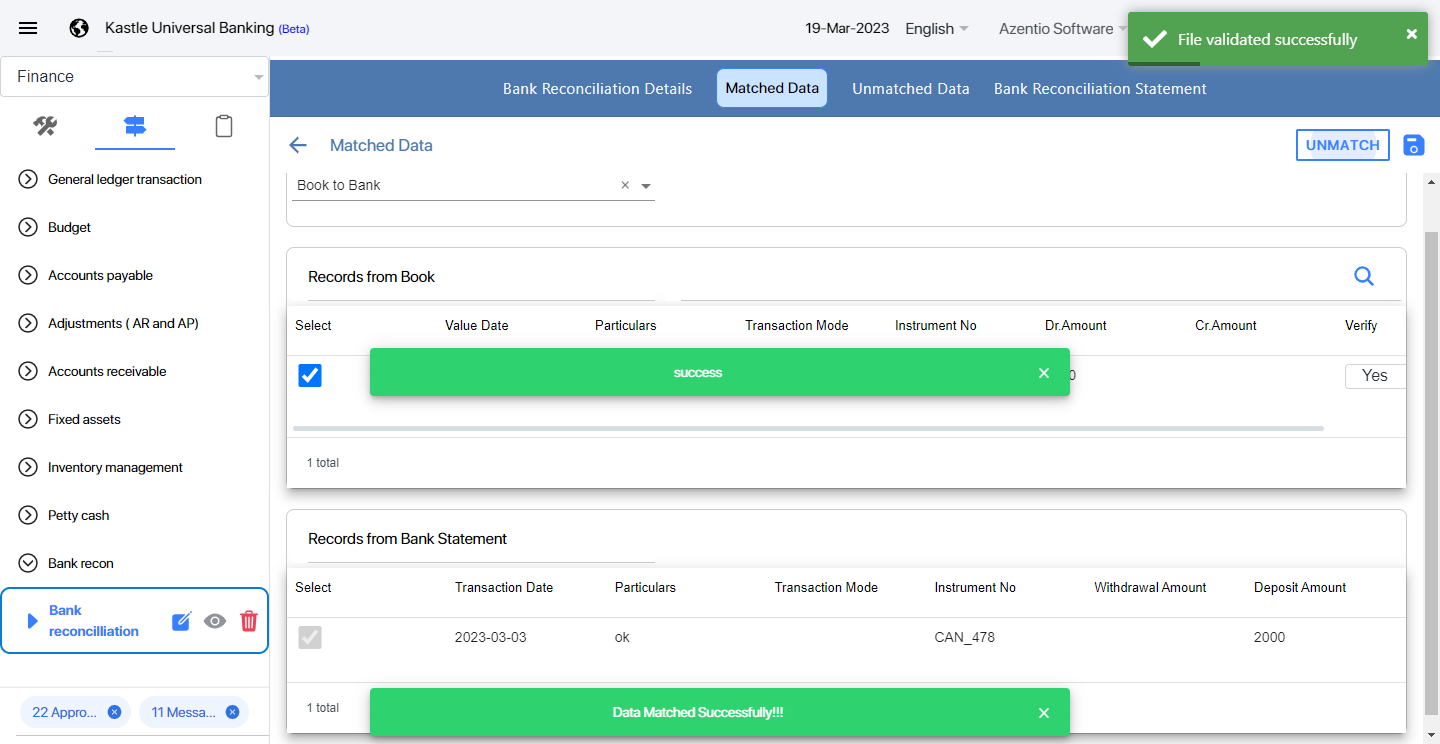 Kastle Universal Banking (Beta)
19-Mar-2023
English
Azentio Software
File validated successfully
Finance
Bank Reconciliation Details
Matched Data
Unmatched Data
Bank Reconciliation Statement
Matched Data
UNMATCH
General ledger transaction
Budget
Accounts payable
Adjustments ( AR and AP)
Accounts receivable
Fixed assets
Inventory management
Petty cash
Bank recon
Bank
reconcilliation
22 Appro...
11 Messa...
Book to Bank
Records from Book
Select Value Date Particulars Transaction Mode Instrument No Dr.Amount Cr.Amount Verify
success
0
Yes
1 total
Records from Bank Statement
Select Transaction Date Particulars Transaction Mode Instrument No Withdrawal Amount Deposit Amount
2023-03-03 ok CAN_478 2000
1 total
Data Matched Successfully!!!